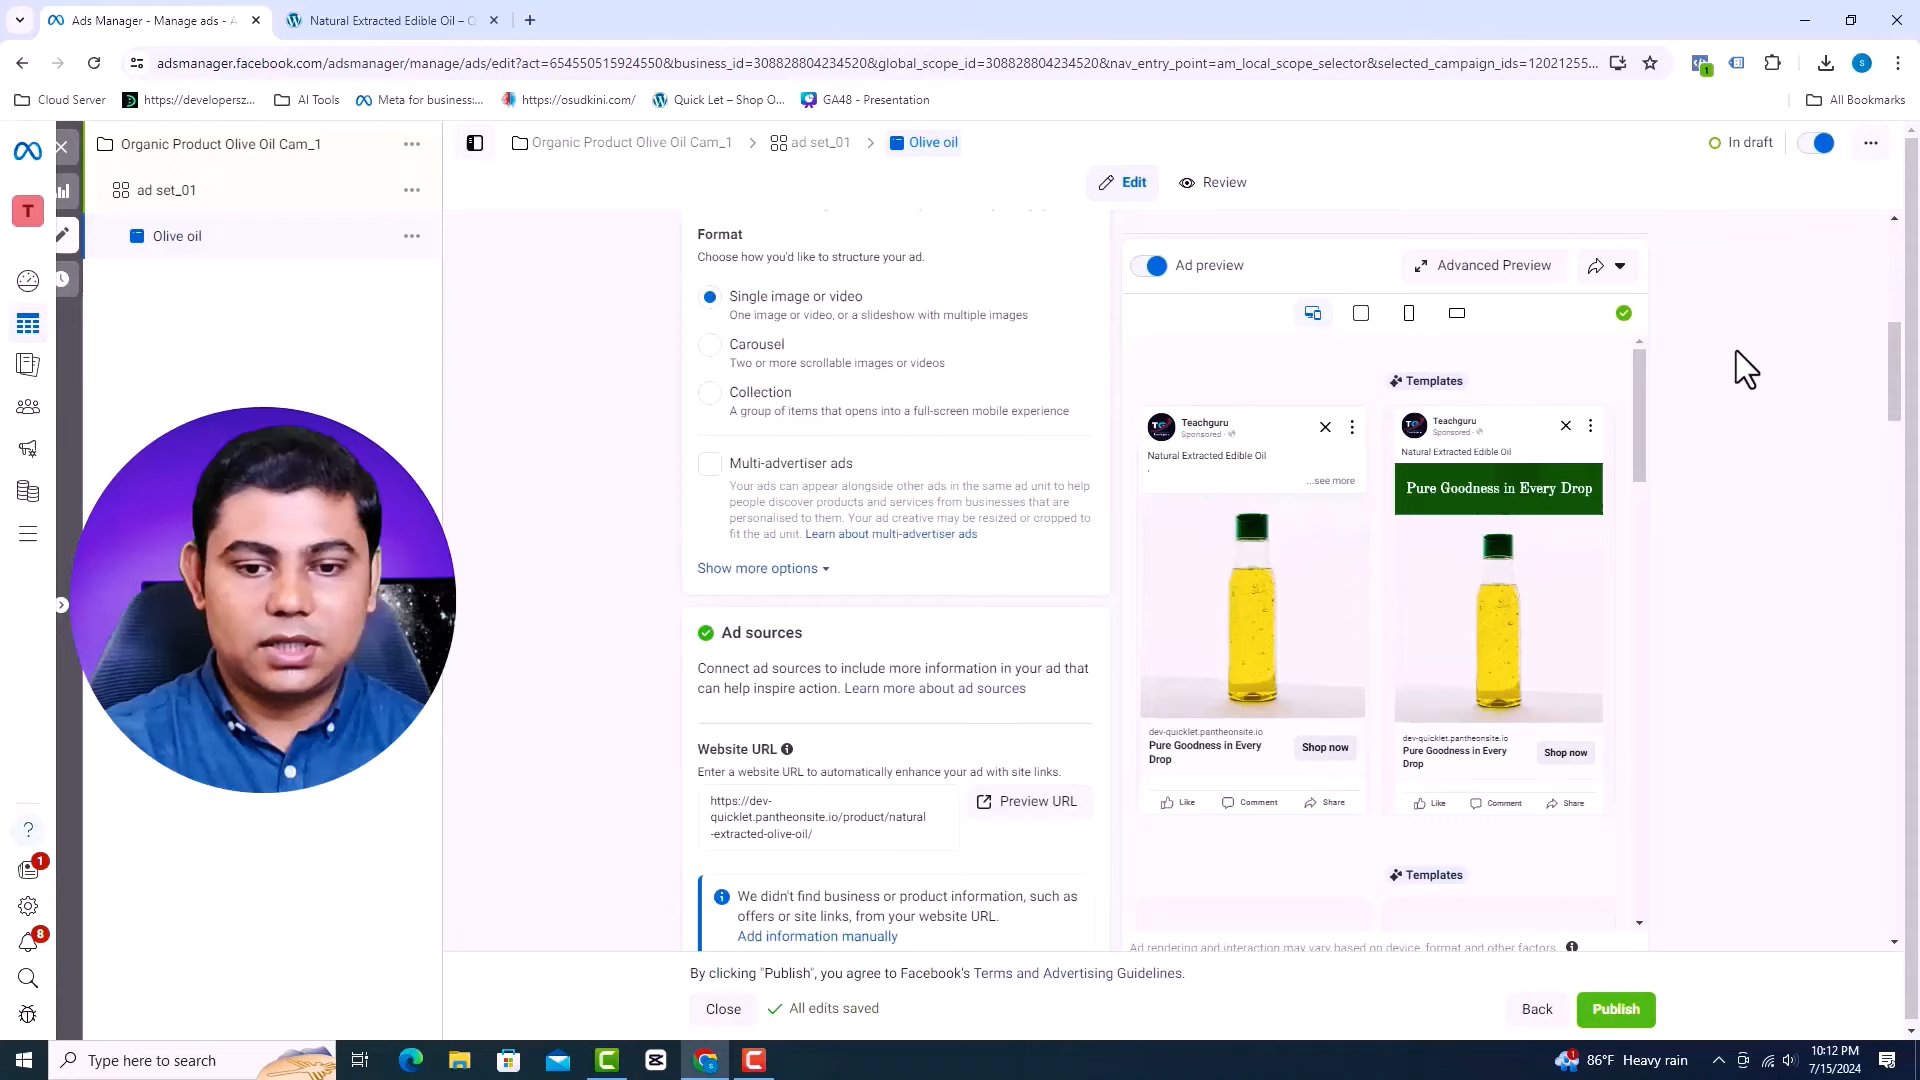 Ads Manager - Manage ads - A
Natural Extracted Edible Oil – O
adsmanager.facebook.com/adsmanager/manage/ads/edit?act=654550515924550&business_id=308828804234520&global_scope_id=308828804234520&nav_entry_point=am_local_scope_selector&selected_campaign_ids=12021255...
1
S
Cloud Server
https://developersz...
AI Tools
Meta for business:...
https://osudkini.com/
Quick Let – Shop O...
GA48 - Presentation
All Bookmarks
Organic Product Olive Oil Cam_1
ad set_01
Olive oil
T
Organic Product Olive Oil Cam_1
ad set_01
Olive oil
In draft
Edit
Review
Format
Choose how you'd like to structure your ad.
Single image or video
One image or video, or a slideshow with multiple images
Carousel
Two or more scrollable images or videos
Collection
A group of items that opens into a full-screen mobile experience
Multi-advertiser ads
Your ads can appear alongside other ads in the same ad unit to help
people discover products and services from businesses that are
personalised to them. Your ad creative may be resized or cropped to
fit the ad unit. Learn about multi-advertiser ads
Show more options
Ad sources
Connect ad sources to include more information in your ad that
can help inspire action. Learn more about ad sources
Website URL
Enter a website URL to automatically enhance your ad with site links.
https://dev-
quicklet.pantheonsite.io/product/natural
-extracted-olive-oil/
Preview URL
We didn't find business or product information, such as
offers or site links, from your website URL.
Add information manually
Ad preview
Advanced Preview
Templates
Teachguru
Sponsored ·
Natural Extracted Edible Oil
.
...see more
dev-quicklet.pantheonsite.io
Pure Goodness in Every
Drop
Shop now
Like
Comment
Share
Teachguru
Sponsored ·
Natural Extracted Edible Oil
Pure Goodness in Every Drop
dev-quicklet.pantheonsite.io
Pure Goodness in Every
Drop
Shop now
Like
Comment
Share
Templates
Ad rendering and interaction may vary based on device, format and other factors.
By clicking "Publish", you agree to Facebook's Terms and Advertising Guidelines.
Close
All edits saved
Back
Publish
1
8
Type here to search
1
86°F Heavy rain
10:12 PM
7/15/2024